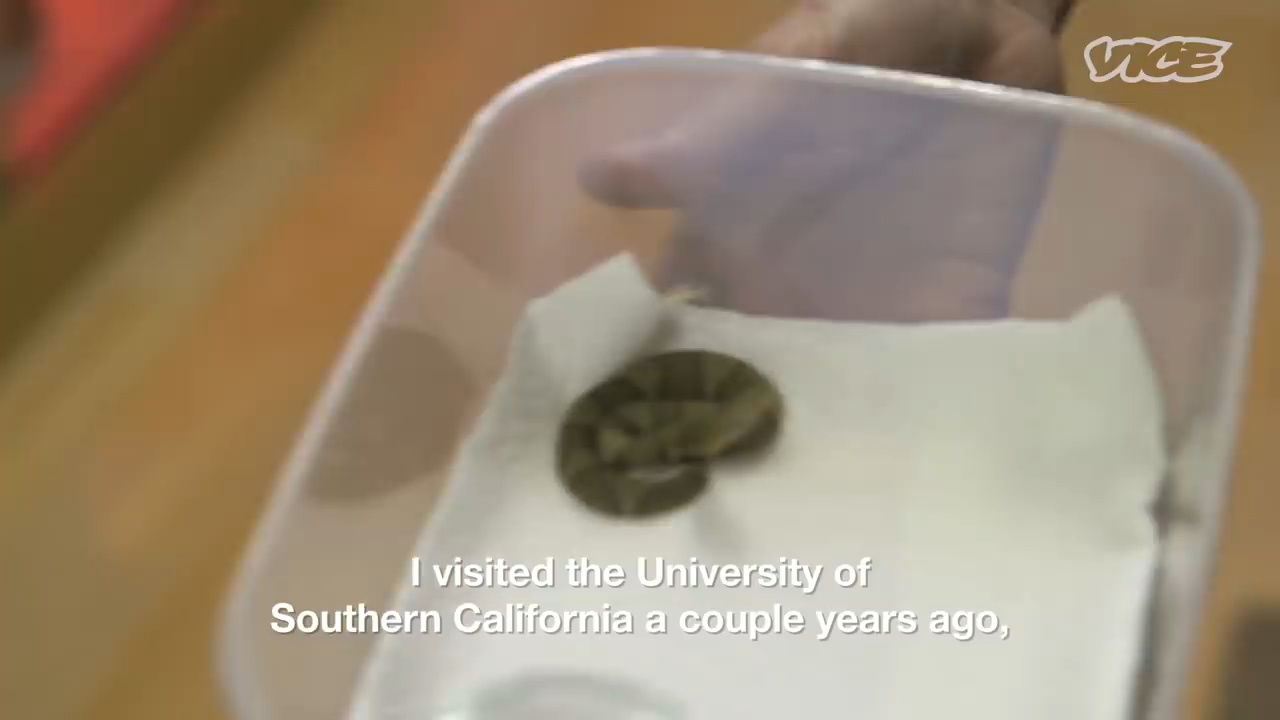 VICE
I visited the University of
Southern California a couple years ago,